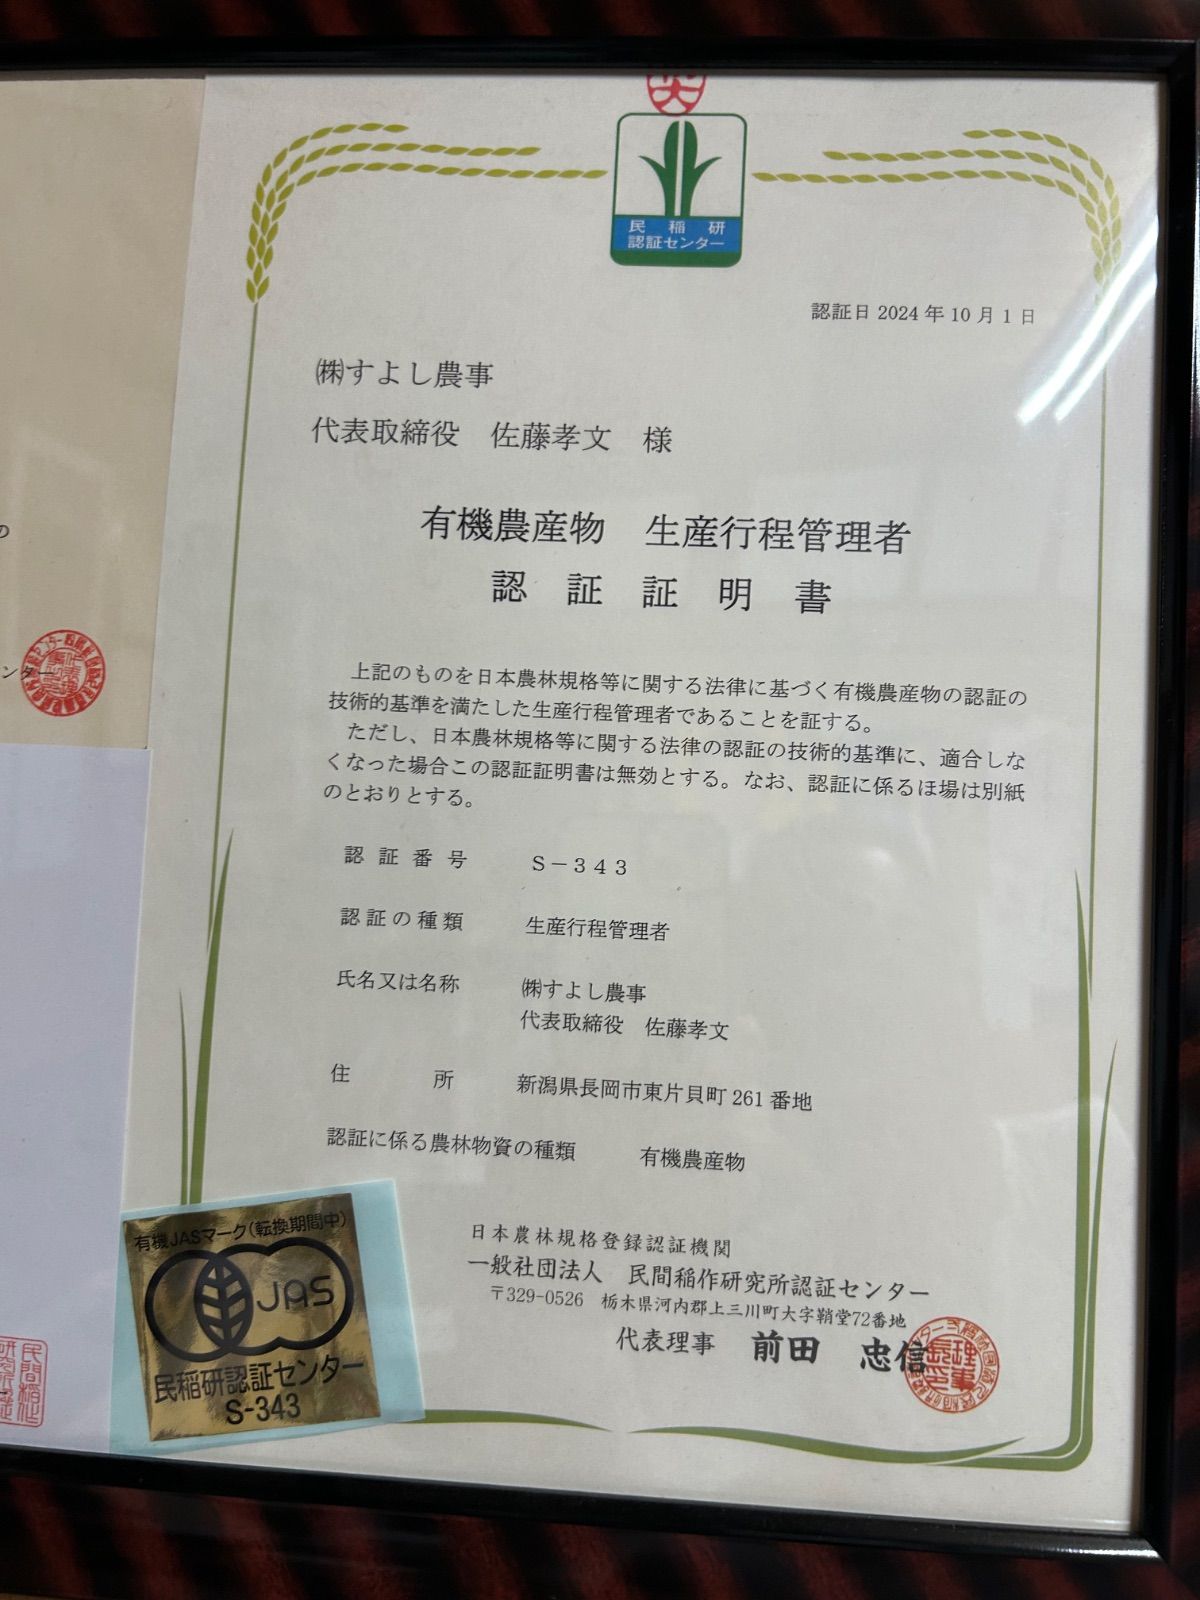 民稲研
認証センター
認証日 2024 年 10 月 1 日
㈱すよし農事
代表取締役 佐藤孝文 様
有機農産物 生産行程管理者
認証証明書
上記のものを日本農林規格等に関する法律に基づく有機農産物の認証の
技術的基準を満たした生産行程管理者であることを証する。
ただし、日本農林規格等に関する法律の認証の技術的基準に、適合しな
くなった場合この認証証明書は無効とする。なお、認証に係るほ場は別紙
のとおりとする。
認証番号 S－343
認証の種類 生産行程管理者
氏名又は名称 ㈱すよし農事
代表取締役 佐藤孝文
住所 新潟県長岡市東片貝町 261 番地
認証に係る農林物資の種類 有機農産物
日本農林規格登録認証機関
一般社団法人 民間稲作研究所認証センター
〒329-0526 栃木県河内郡上三川町大字鞘堂72番地
代表理事 前田 忠信
有機JASマーク(転換期間中)
JAS
民稲研認証センター
S-343
の
ンター